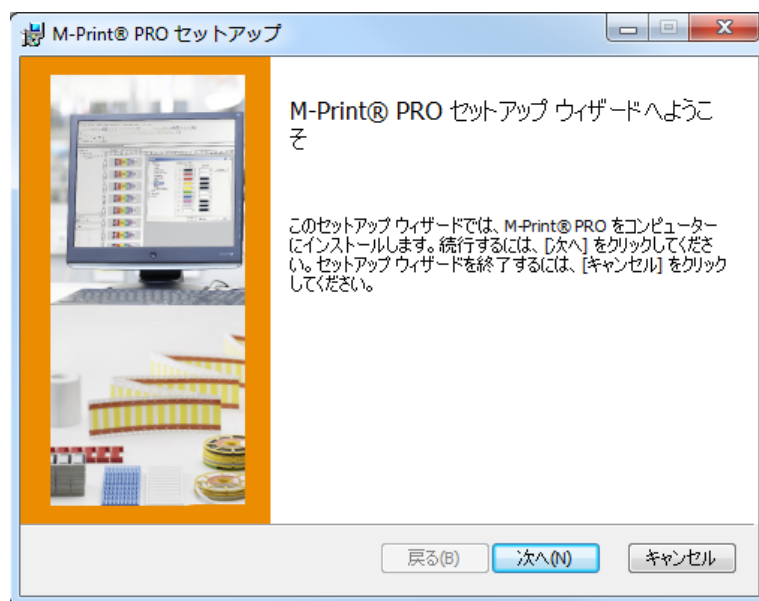 M-Print® PRO セットアップ
M-Print® PRO セットアップ ウィザードへようこ
そ
このセットアップ ウィザードでは、M-Print® PRO をコンピューター
にインストールします。続行するには、[次へ] をクリックしてくださ
い。セットアップ ウィザードを終了するには、[キャンセル] をクリック
してください。
戻る(B)
次へ(N)
キャンセル